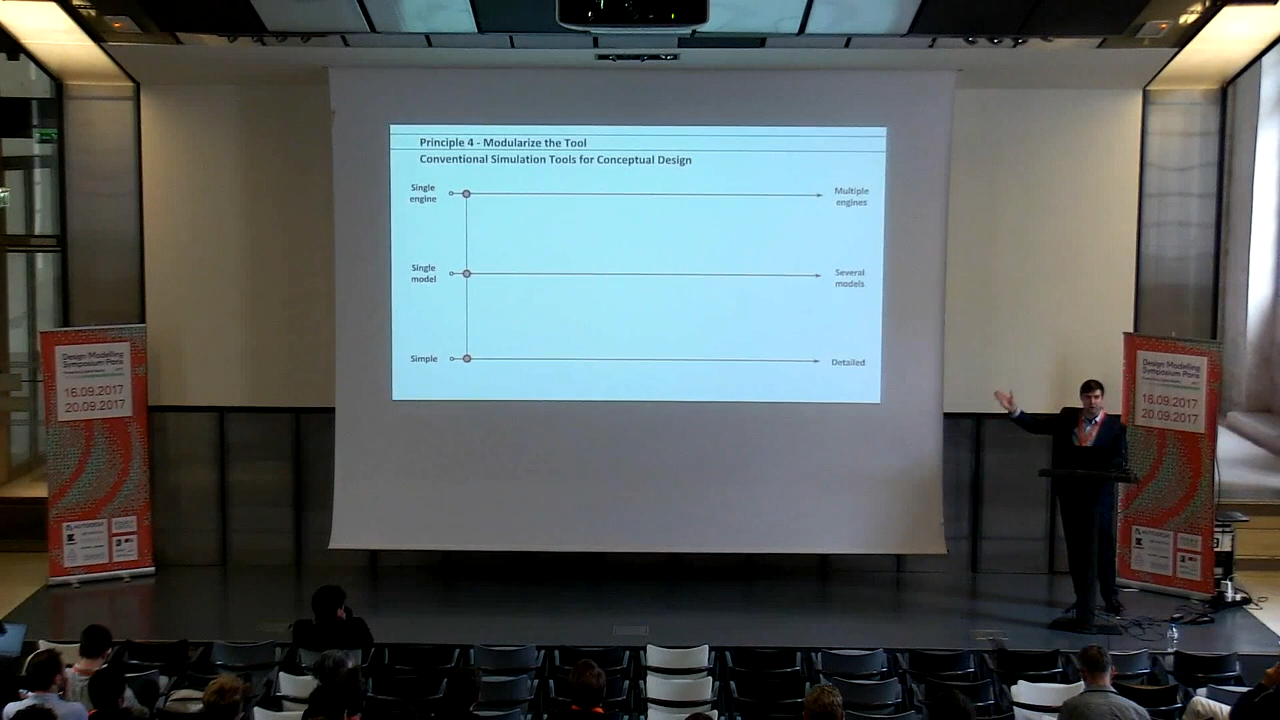 Principle 4 - Modularize the Tool
Conventional Simulation Tools for Conceptual Design
Single
engine
Multiple
engines
Single
model
Several
models
Simple
Detailed
Design Modelling
Symposium Paris
16.09.2017
20.09.2017
AUTODESK
Design Modelling
Symposium Paris
16.09.2017
20.09.2017
AUTODESK